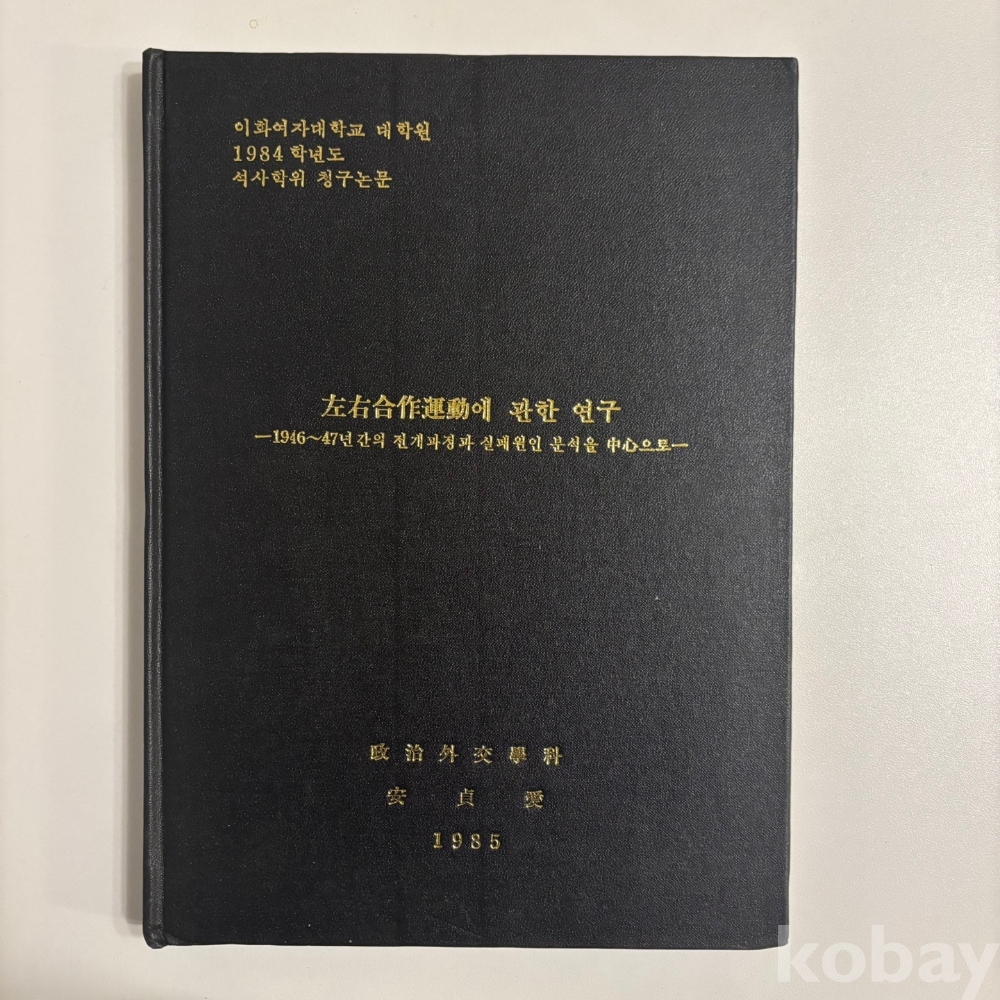 이화여자대학교 대학원
1984학년도
석사학위 청구논문
左右合作運動에 관한 연구
—1946~47년간의 전개과정과 실패원인 분석을 中心으로—
政治外交學科
安貞愛
1985
kobay